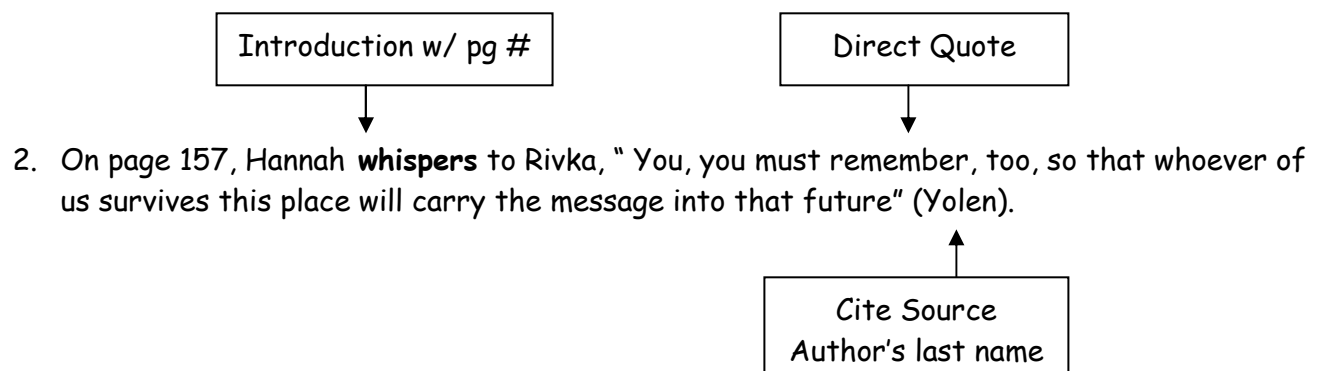 Introduction w/ pg #
Direct Quote
2. On page 157, Hannah whispers to Rivka, “ You, you must remember, too, so that whoever of
us survives this place will carry the message into that future” (Yolen).
Cite Source
Author’s last name